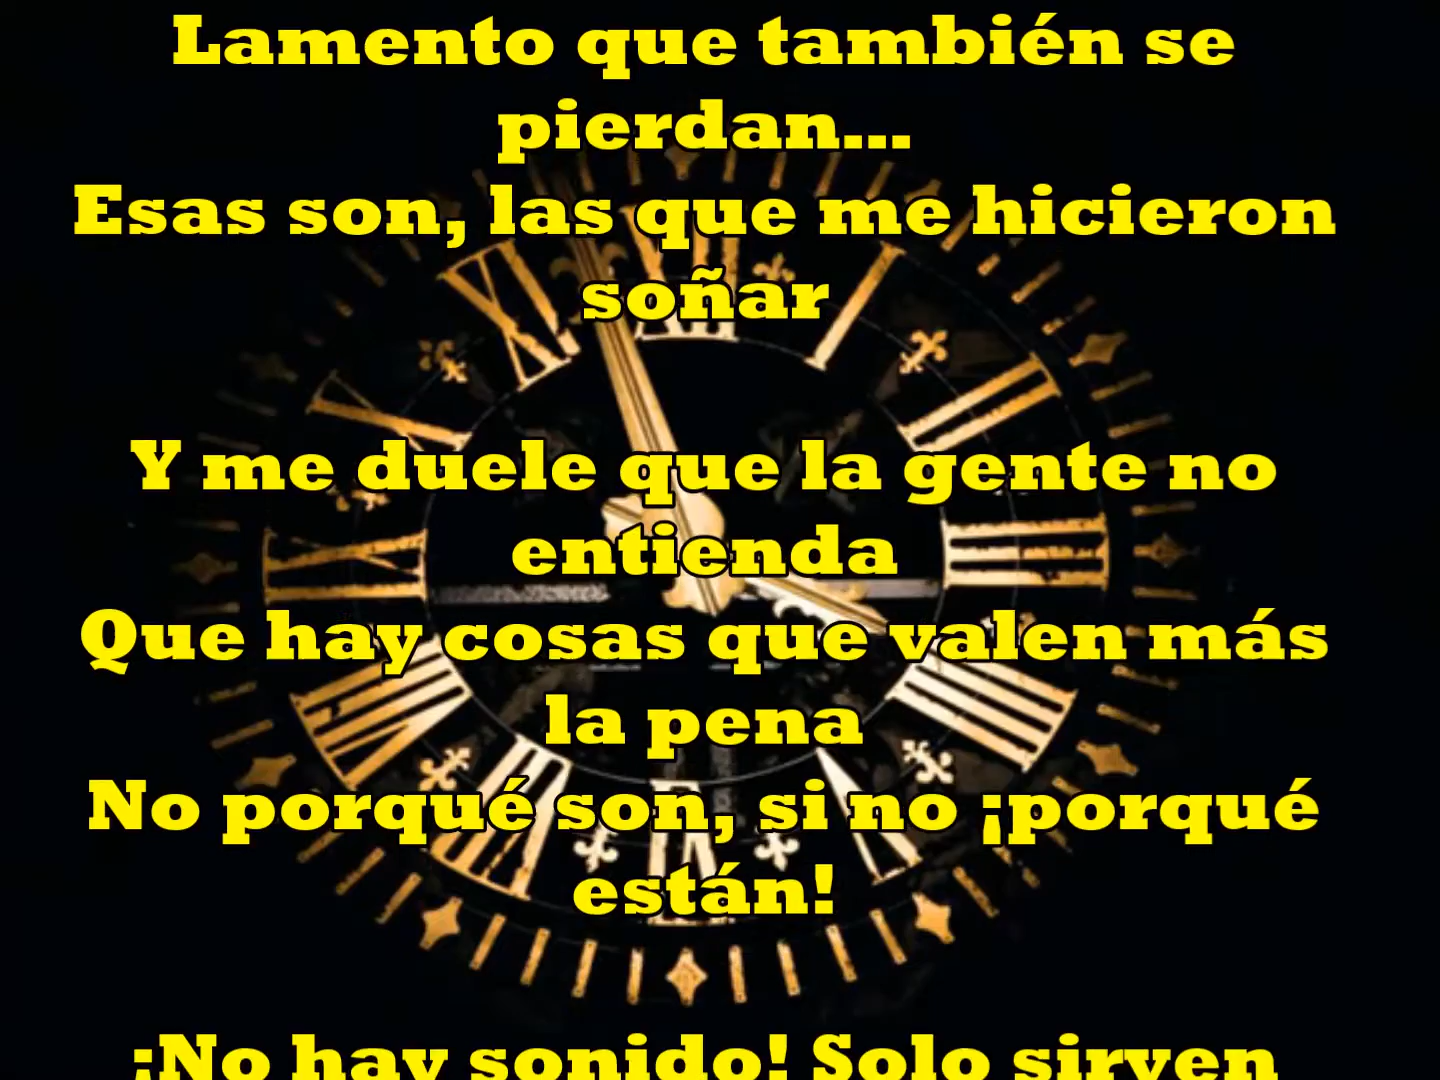 Lamento que también se
pierdan...
Esas son, las que me hicieron
soñar
Y me duele que la gente no
entienda
Que hay cosas que valen más
la pena
No porqué son, si no ¡porqué
están!
¡No hay sonido! Solo sirven